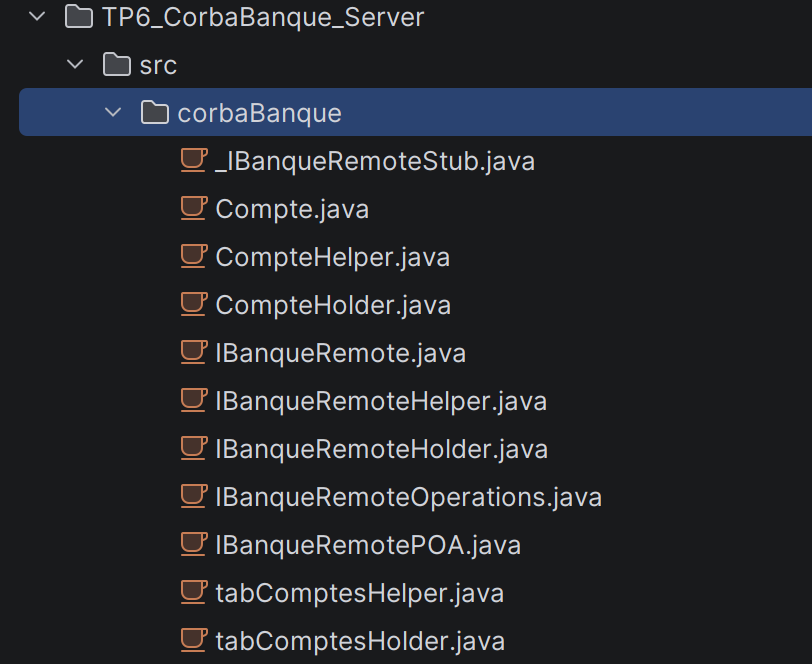 TP6_CorbaBanque_Server
src
corbaBanque
_IBanqueRemoteStub.java
Compte.java
CompteHelper.java
CompteHolder.java
IBanqueRemote.java
IBanqueRemoteHelper.java
IBanqueRemoteHolder.java
IBanqueRemoteOperations.java
IBanqueRemotePOA.java
tabComptesHelper.java
tabComptesHolder.java